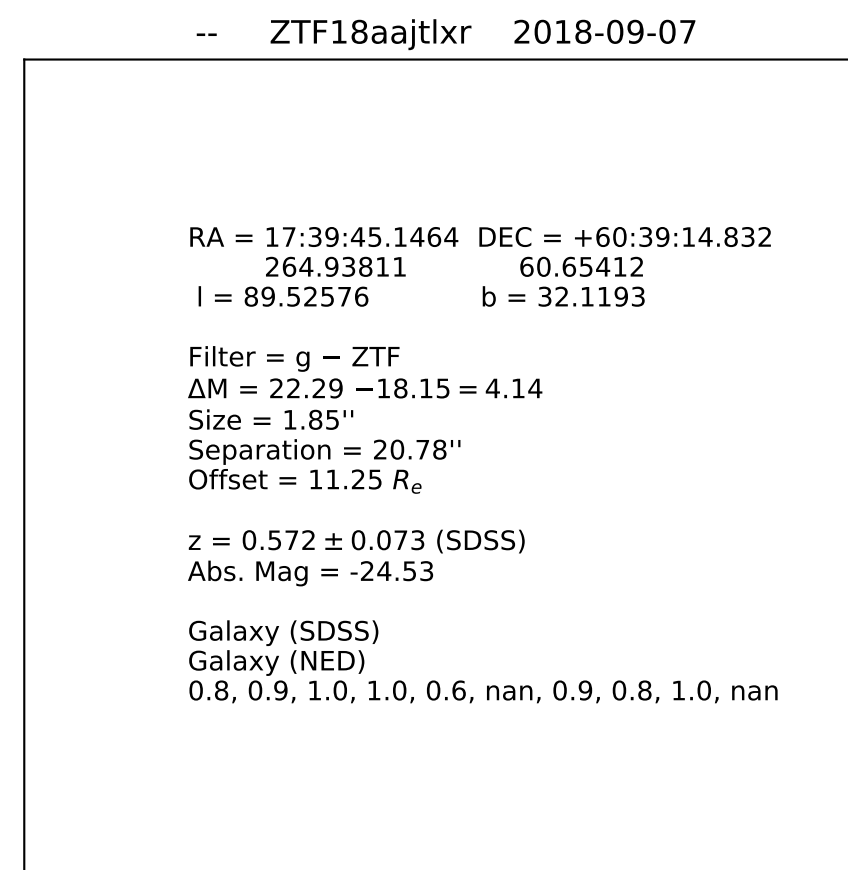 -- ZTF18aajtlxr 2018-09-07
RA = 17:39:45.1464 DEC = +60:39:14.832
264.93811 60.65412
l = 89.52576 b = 32.1193
Filter = g − ZTF
ΔM = 22.29 −18.15 = 4.14
Size = 1.85''
Separation = 20.78''
Offset = 11.25 Re
z = 0.572 ± 0.073 (SDSS)
Abs. Mag = -24.53
Galaxy (SDSS)
Galaxy (NED)
0.8, 0.9, 1.0, 1.0, 0.6, nan, 0.9, 0.8, 1.0, nan